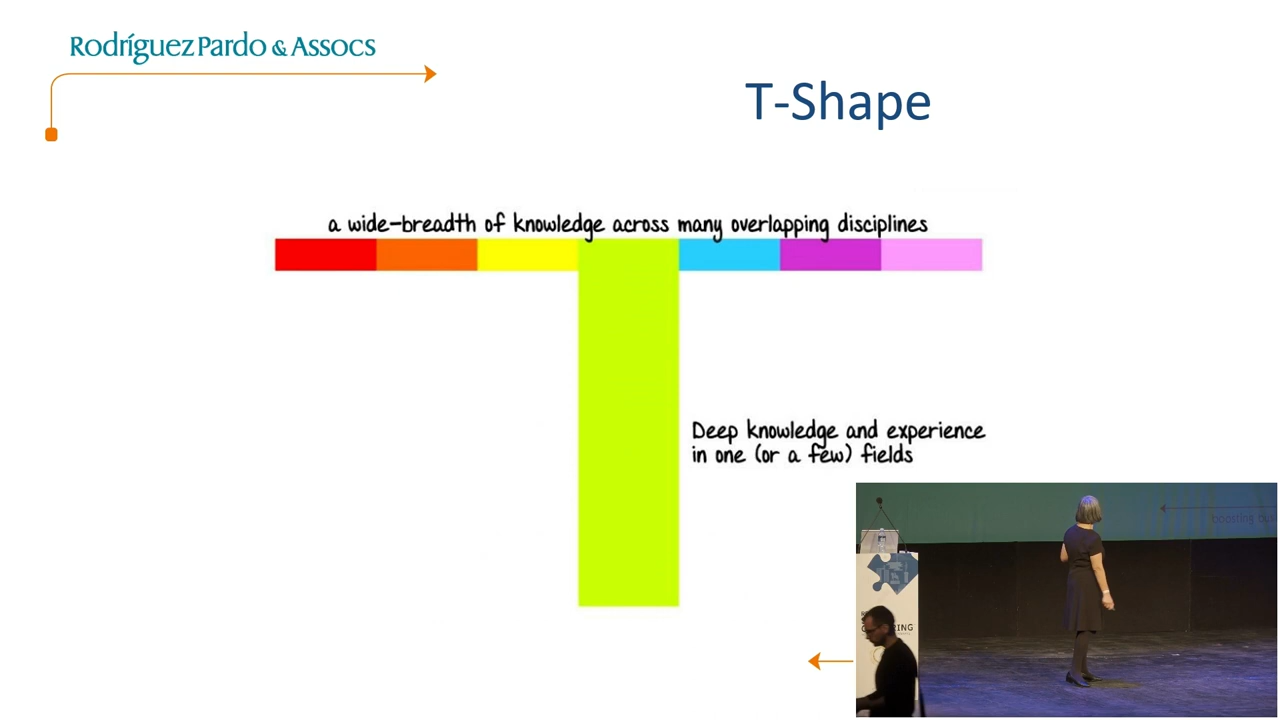 Rodríguez Pardo & Assocs
T-Shape
a wide-breadth of knowledge across many overlapping disciplines
Deep knowledge and experience
in one (or a few) fields
boosting